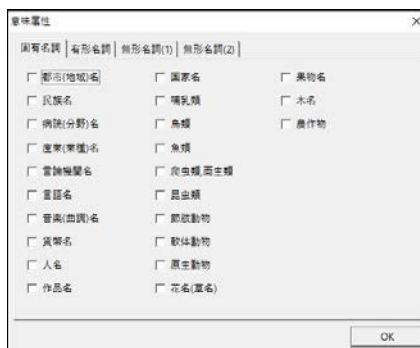 意味属性
固有名詞 有形名詞 無形名詞(1) 無形名詞(2)
都市(地域)名 国家名 果物名
民族名 哺乳類 木名
病院(分野)名 鳥類 農作物
産業(業種)名 魚類
言論機関名 爬虫類,両生類
言語名 昆虫類
音楽(曲調)名 節肢動物
貨幣名 軟体動物
人名 原生動物
作品名 花名(草名)
OK